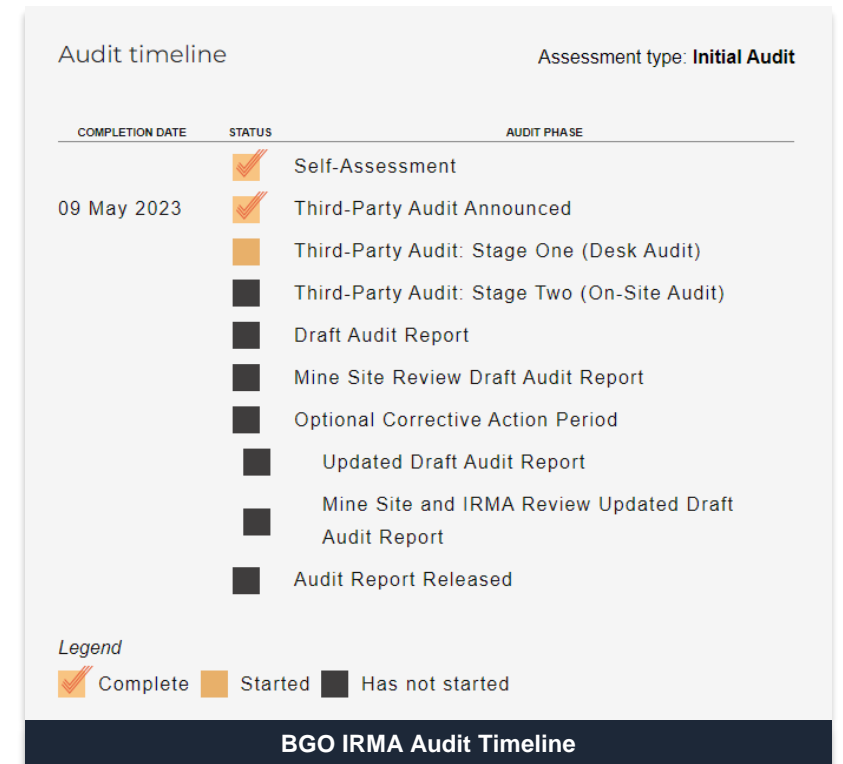 Audit timeline
Assessment type: Initial Audit
COMPLETION DATE STATUS AUDIT PHASE
Self-Assessment
09 May 2023 Third-Party Audit Announced
Third-Party Audit: Stage One (Desk Audit)
Third-Party Audit: Stage Two (On-Site Audit)
Draft Audit Report
Mine Site Review Draft Audit Report
Optional Corrective Action Period
Updated Draft Audit Report
Mine Site and IRMA Review Updated Draft
Audit Report
Audit Report Released
Legend
Complete Started Has not started
BGO IRMA Audit Timeline